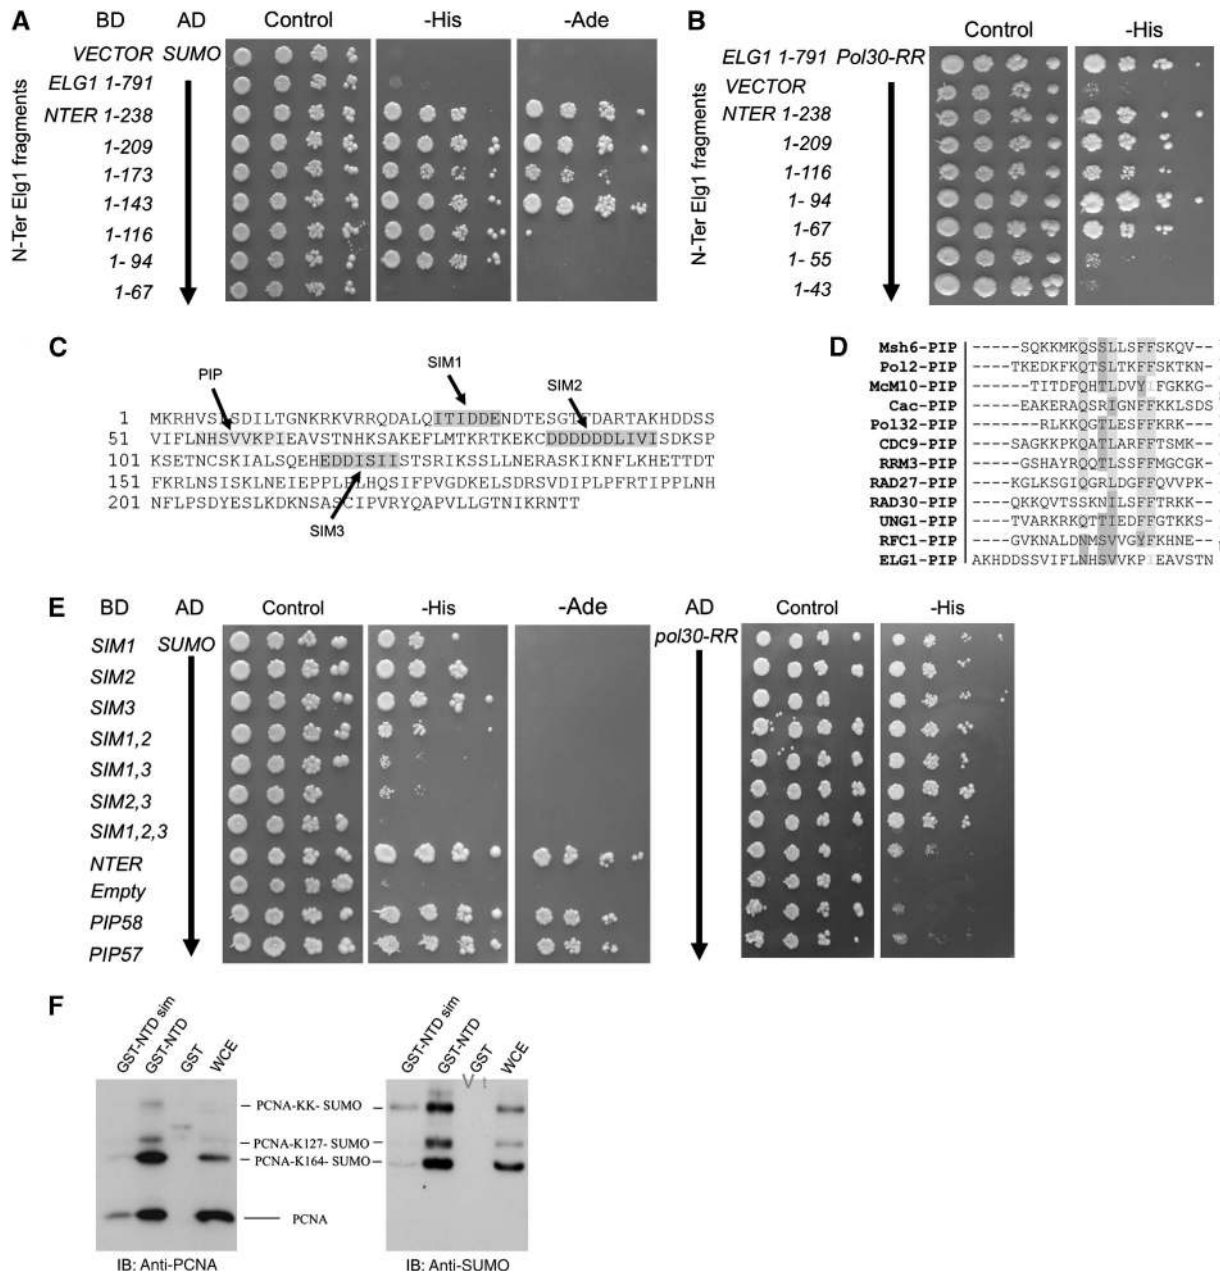 A BD AD Control -His -Ade
VECTOR SUMO
ELG1 1-791
NTER 1-238
1-209
1-173
1-143
1-116
1- 94
1-67
N-Ter Elg1 fragments
B BD AD Control -His
ELG1 1-791 Pol30-RR
VECTOR
NTER 1-238
1-209
1-116
1- 94
1-67
1- 55
1-43
N-Ter Elg1 fragments
C
PIP SIM1 SIM2
1 MKRHVSLSDILTGNKRKVRRQDALQITIDDENDTESGTFDARTAKHDDSS
51 VIFLNHSVVKPIEAVSTNHKSAKEFLMTKRTKEKCDDDDDDLIVISDKSP
101 KSETNCSKIALSQEHEDDISIISTSRIKSSLLNERASKIKNFLKHETTDT
151 FKRLNSISKLNEIEPPLPLHQSIFPVGDKELSDRSVDIPLPFRTIPPLNH
201 NFLPSDYESLKDKNSASCIPVRYQAPVLLGTNIKRSNTT
SIM3
D
Msh6-PIP -----SQKKMKQSSLLSFFSKQV--
Pol2-PIP ----TKEDKFKQTSLTKFFSKTKN--
McM10-PIP ------TITDFQHTLDVYIFGKKG--
Cac-PIP ----EAKERAQSRIGNFFKKLSDS
Pol32-PIP ------RLKKQGTLESFFKRK-----
CDC9-PIP ----SAGKKPKQATLARFFTSMK---
RRM3-PIP ----GSHAYRQQTLSSFFMGCGK---
RAD27-PIP ----KGLKSGIQGRLDGFFQVVPK--
RAD30-PIP ----QKKQVTSSKNILSFFTRKK---
UNG1-PIP ----TVARKRKQTTIEDFFGTKKS--
RFC1-PIP ----GVKNALDNMSVVGYFKHNE--
ELG1-PIP AKHDDSSVIFLNHSVVKPIEAVSTN
E BD AD Control -His -Ade AD Control -His
SIM1 SUMO pol30-RR
SIM2
SIM3
SIM1,2
SIM1,3
SIM2,3
SIM1,2,3
NTER
Empty
PIP58
PIP57
F
GST-NTD sim GST-NTD GST WCE
GST-NTD sim GST-NTD GST WCE
PCNA-KK- SUMO
PCNA-K127- SUMO
PCNA-K164- SUMO
PCNA
IB: Anti-PCNA IB: Anti-SUMO